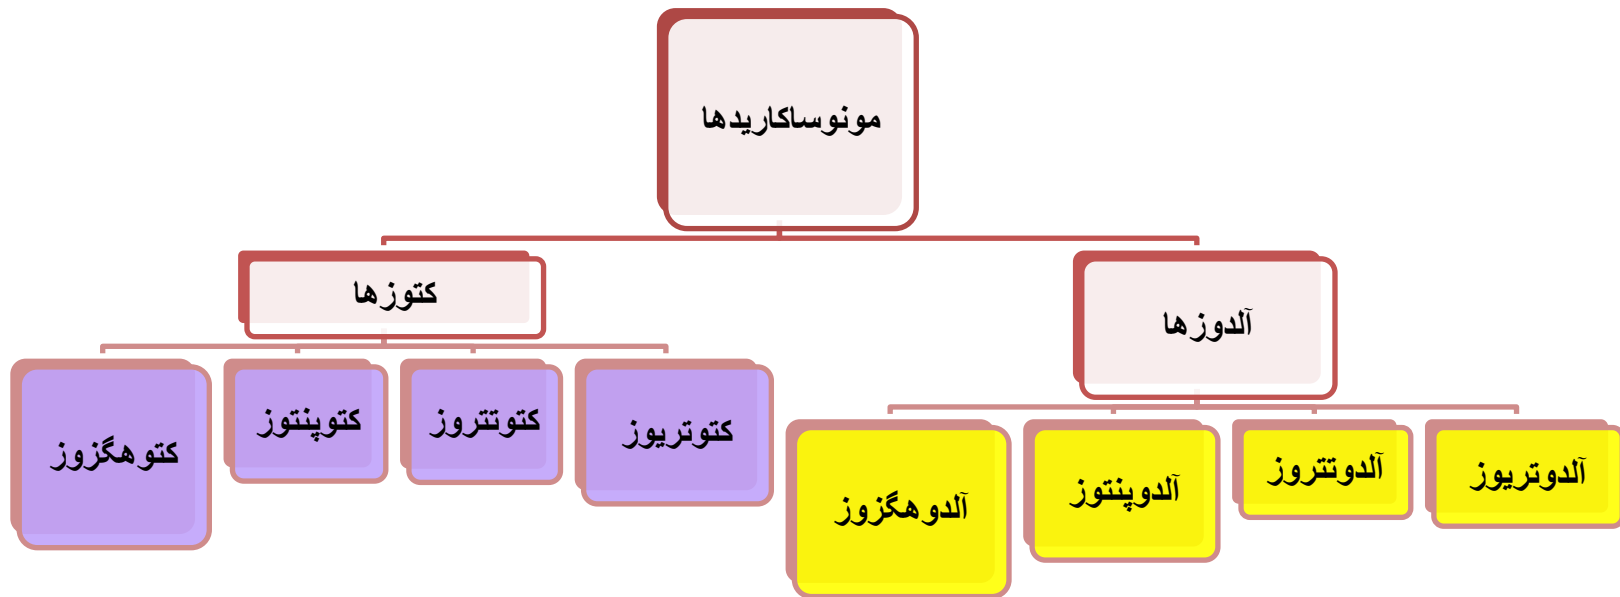 مونوساکاریدها
آلدوزها
کتوزها
آلدوتریوز
آلدوتتروز
آلدوپنتوز
آلدوهگزوز
کتوتریوز
کتوتتروز
کتوپنتوز
کتوهگزوز